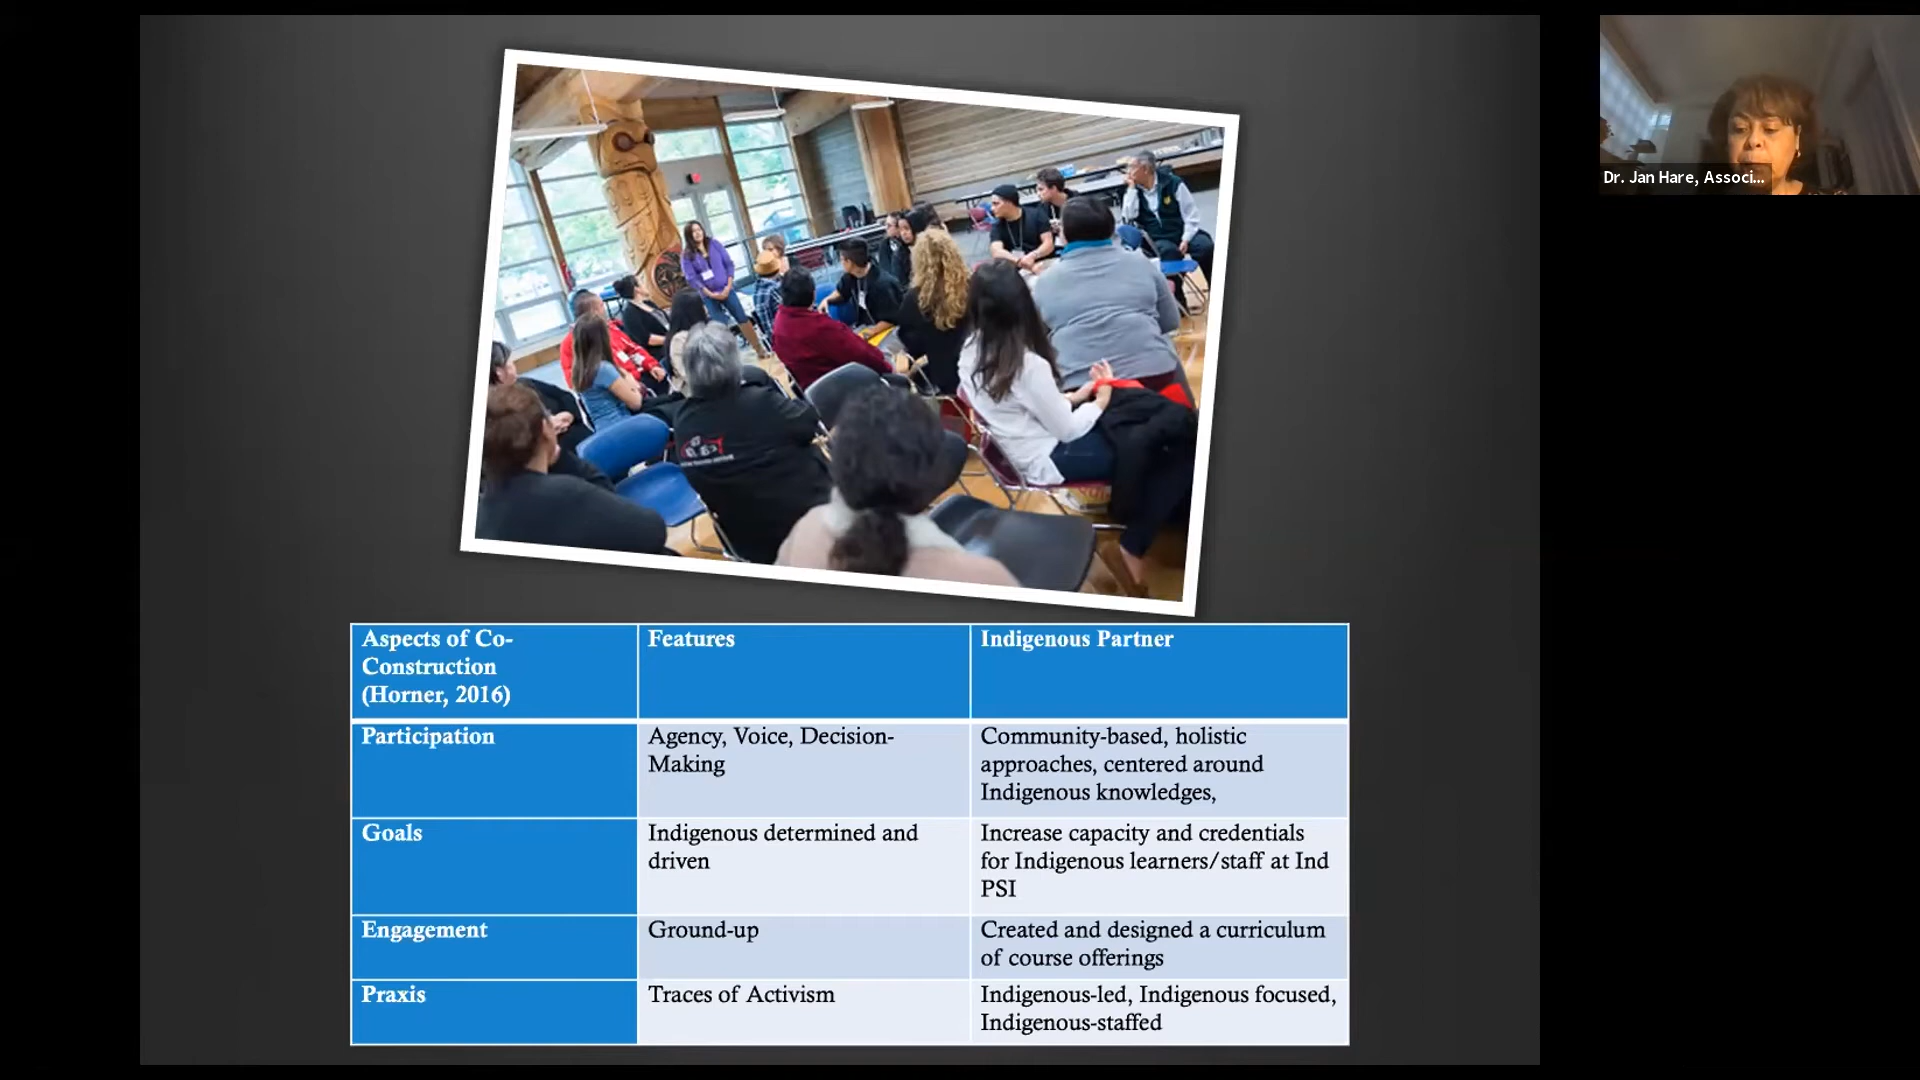 Dr. Jan Hare, Associ...
Aspects of Co-
Construction
(Horner, 2016)
Features
Indigenous Partner
Participation
Agency, Voice, Decision-
Making
Community-based, holistic
approaches, centered around
Indigenous knowledges,
Goals
Indigenous determined and
driven
Increase capacity and credentials
for Indigenous learners/staff at Ind
PSI
Engagement
Ground-up
Created and designed a curriculum
of course offerings
Praxis
Traces of Activism
Indigenous-led, Indigenous focused,
Indigenous-staffed